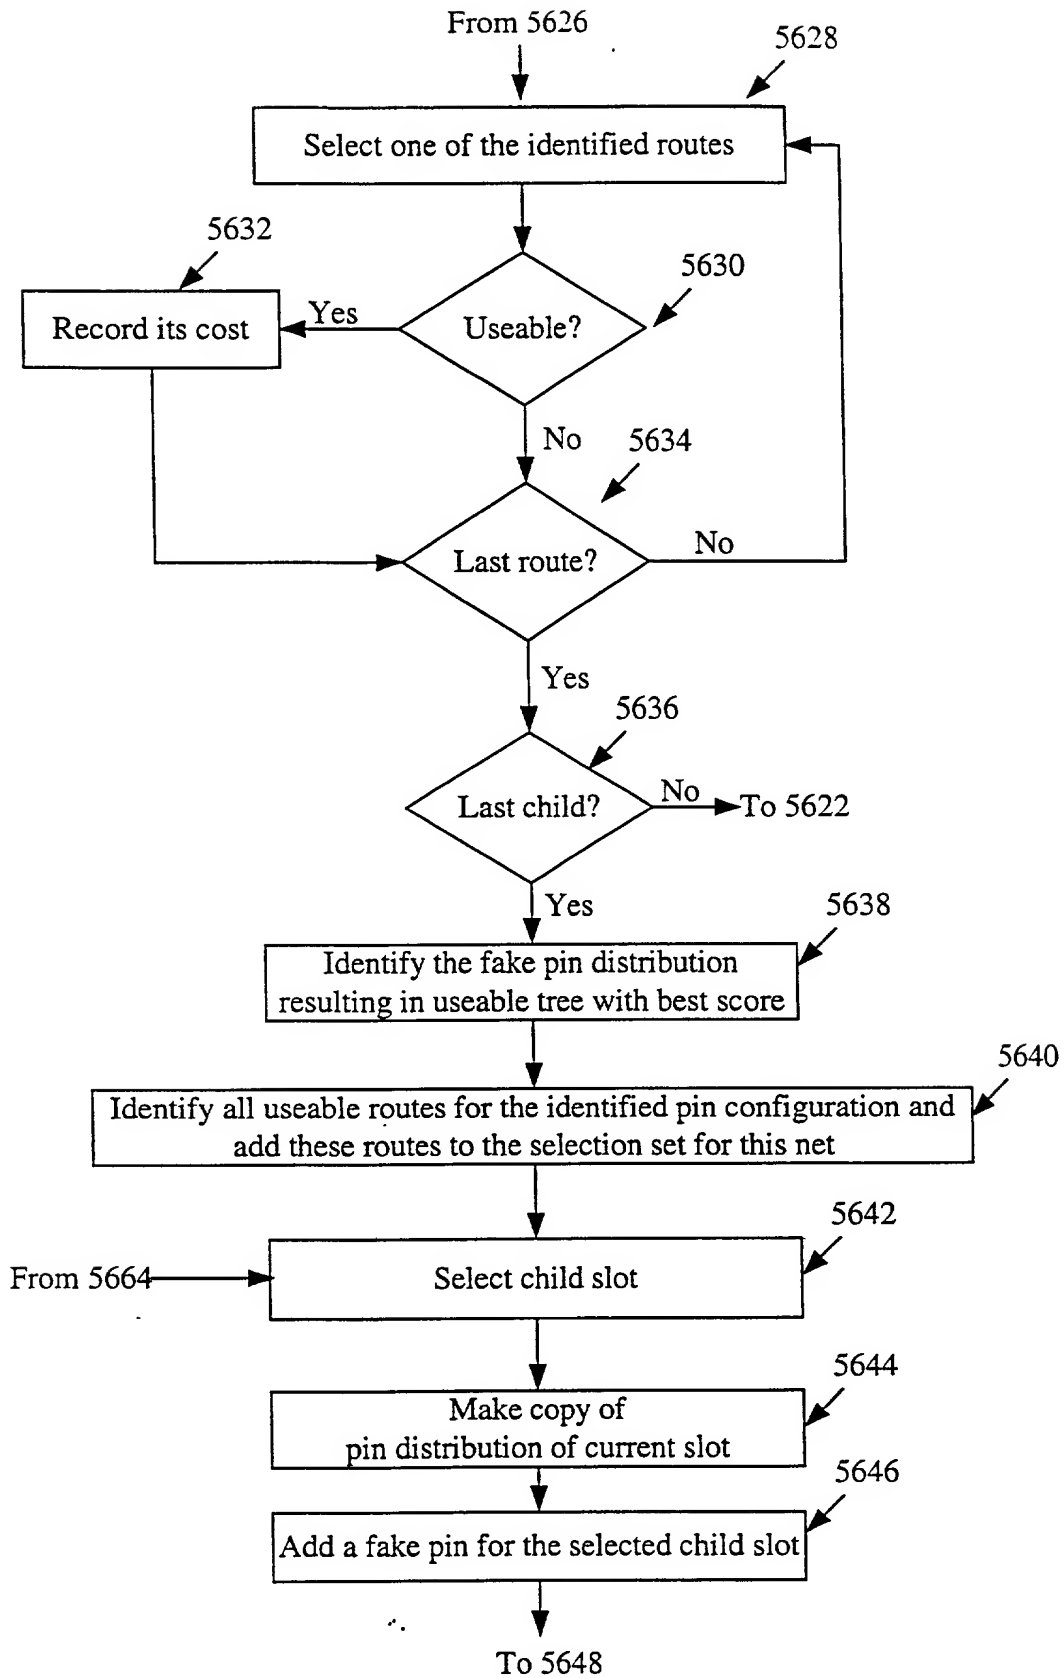 From 5626
5628
Select one of the identified routes
5632
5630
Record its cost
Yes
Useable?
No
5634
Last route?
No
Yes
5636
Last child?
No
To 5622
Yes
5638
Identify the fake pin distribution
resulting in useable tree with best score
5640
Identify all useable routes for the identified pin configuration and
add these routes to the selection set for this net
5642
From 5664
Select child slot
5644
Make copy of
pin distribution of current slot
5646
Add a fake pin for the selected child slot
To 5648